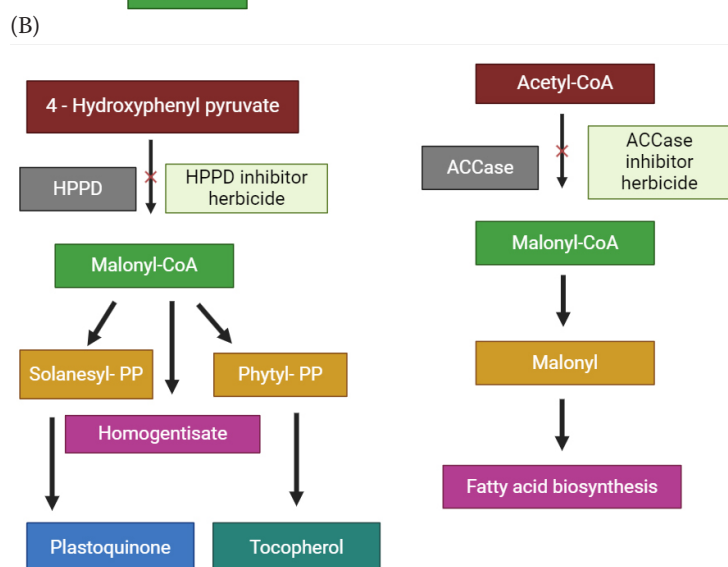 (B)
4 - Hydroxyphenyl pyruvate
HPPD
HPPD inhibitor
herbicide
Malonyl-CoA
Solanesyl- PP
Phytyl- PP
Homogentisate
Plastoquinone
Tocopherol
Acetyl-CoA
ACCase
ACCase
inhibitor
herbicide
Malonyl-CoA
Malonyl
Fatty acid biosynthesis